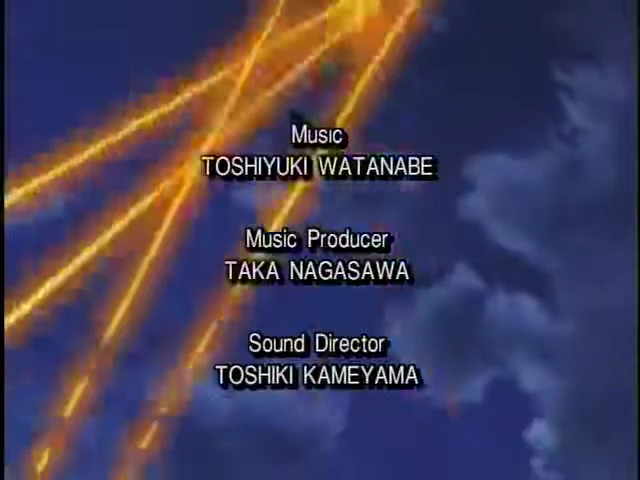 Music
TOSHIYUKI WATANABE
Music Producer
TAKA NAGASAWA
Sound Director
TOSHIKI KAMEYAMA